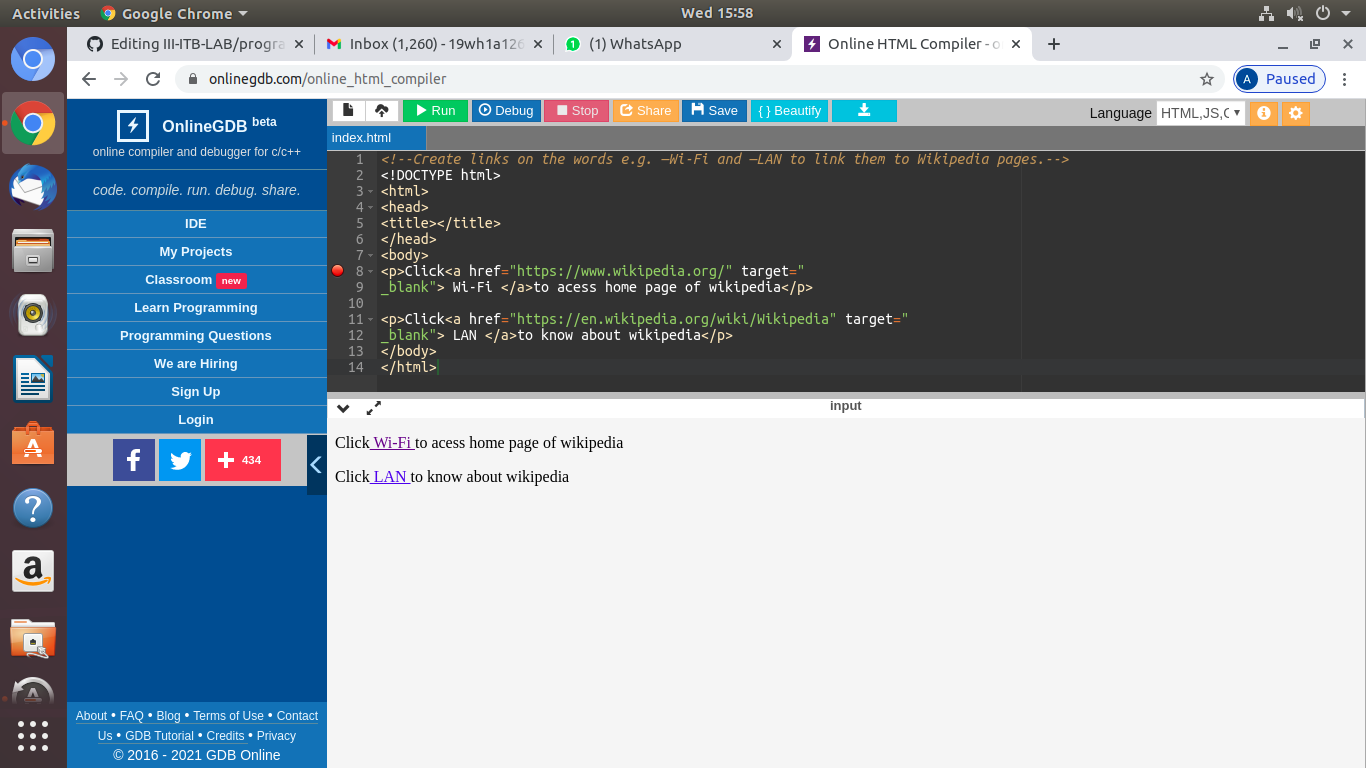 Activities Google Chrome Wed 15:58
Editing III-ITB-LAB/progra Inbox (1,260) - 19wh1a126 (1) WhatsApp Online HTML Compiler - o
onlinegdb.com/online_html_compiler A Paused
OnlineGDB beta
online compiler and debugger for c/c++
code. compile. run. debug. share.
IDE
My Projects
Classroom new
Learn Programming
Programming Questions
We are Hiring
Sign Up
Login
434
About • FAQ • Blog • Terms of Use • Contact
Us • GDB Tutorial • Credits • Privacy
© 2016 - 2021 GDB Online
Run Debug Stop Share Save { } Beautify Language HTML,JS,C
index.html
1 <!--Create links on the words e.g. ―Wi-Fi and ―LAN to link them to Wikipedia pages.-->
2 <!DOCTYPE html>
3 <html>
4 <head>
5 <title></title>
6 </head>
7 <body>
8 <p>Click<a href="https://www.wikipedia.org/" target="
9 _blank"> Wi-Fi </a>to acess home page of wikipedia</p>
10
11 <p>Click<a href="https://en.wikipedia.org/wiki/Wikipedia" target="
12 _blank"> LAN </a>to know about wikipedia</p>
13 </body>
14 </html>
input
Click Wi-Fi to acess home page of wikipedia
Click LAN to know about wikipedia